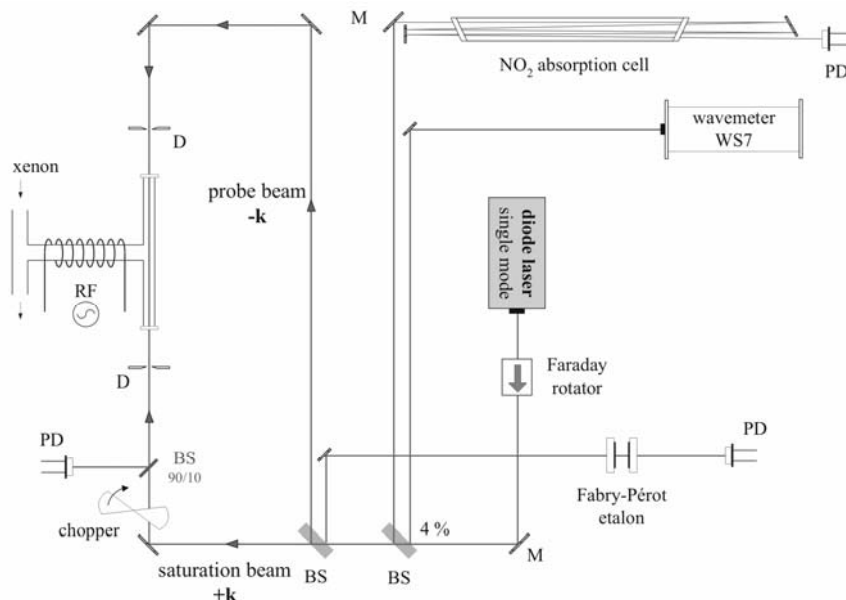 M
NO2 absorption cell
PD
wavemeter
WS7
D
xenon
probe beam
-k
diode laser
single mode
RF
Faraday
rotator
D
PD
BS
90/10
PD
Fabry-Pérot
etalon
chopper
4 %
M
saturation beam
+k
BS
BS